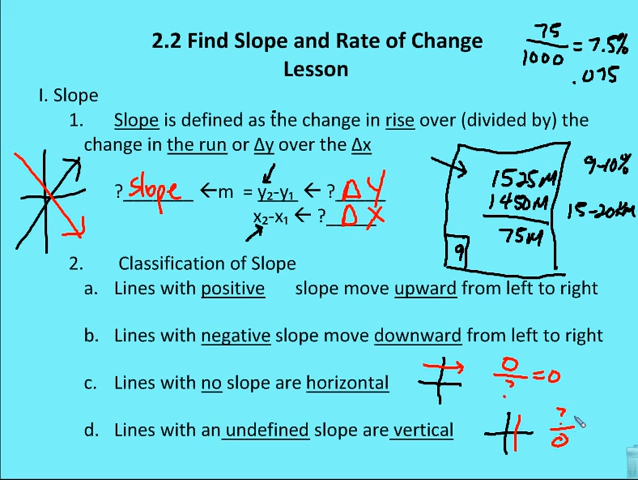 2.2 Find Slope and Rate of Change
Lesson
75
1000
= 7.5%
.075
I. Slope
1. Slope is defined as the change in rise over (divided by) the
change in the run or Δy over the Δx
?slope ←m = y₂-y₁ ← ? Δ Y
x₂-x₁ ← ? Δ X
1525M
1450M
75M
9
9-10%
15-20KM
2. Classification of Slope
a. Lines with positive slope move upward from left to right
b. Lines with negative slope move downward from left to right
c. Lines with no slope are horizontal
0
?
=0
d. Lines with an undefined slope are vertical
?
0